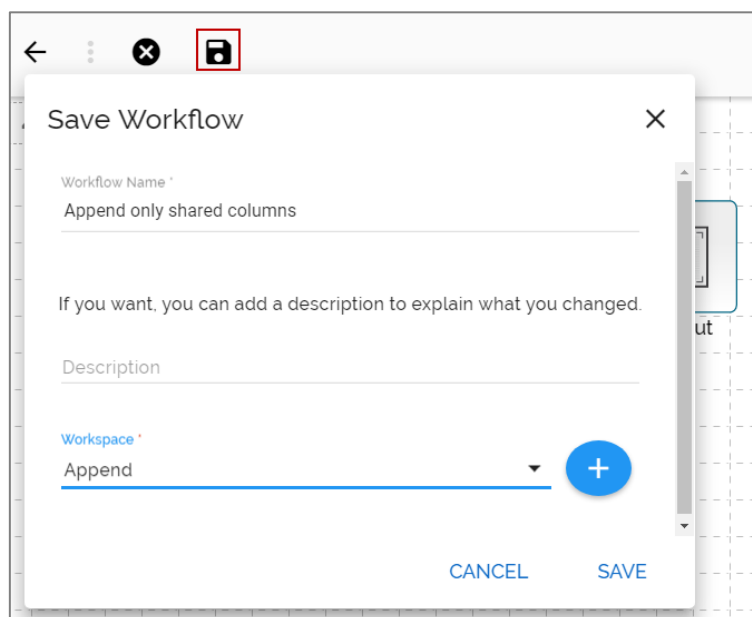 Save Workflow
Workflow Name *
Append only shared columns
If you want, you can add a description to explain what you changed.
ut
Description
Workspace *
Append
CANCEL SAVE